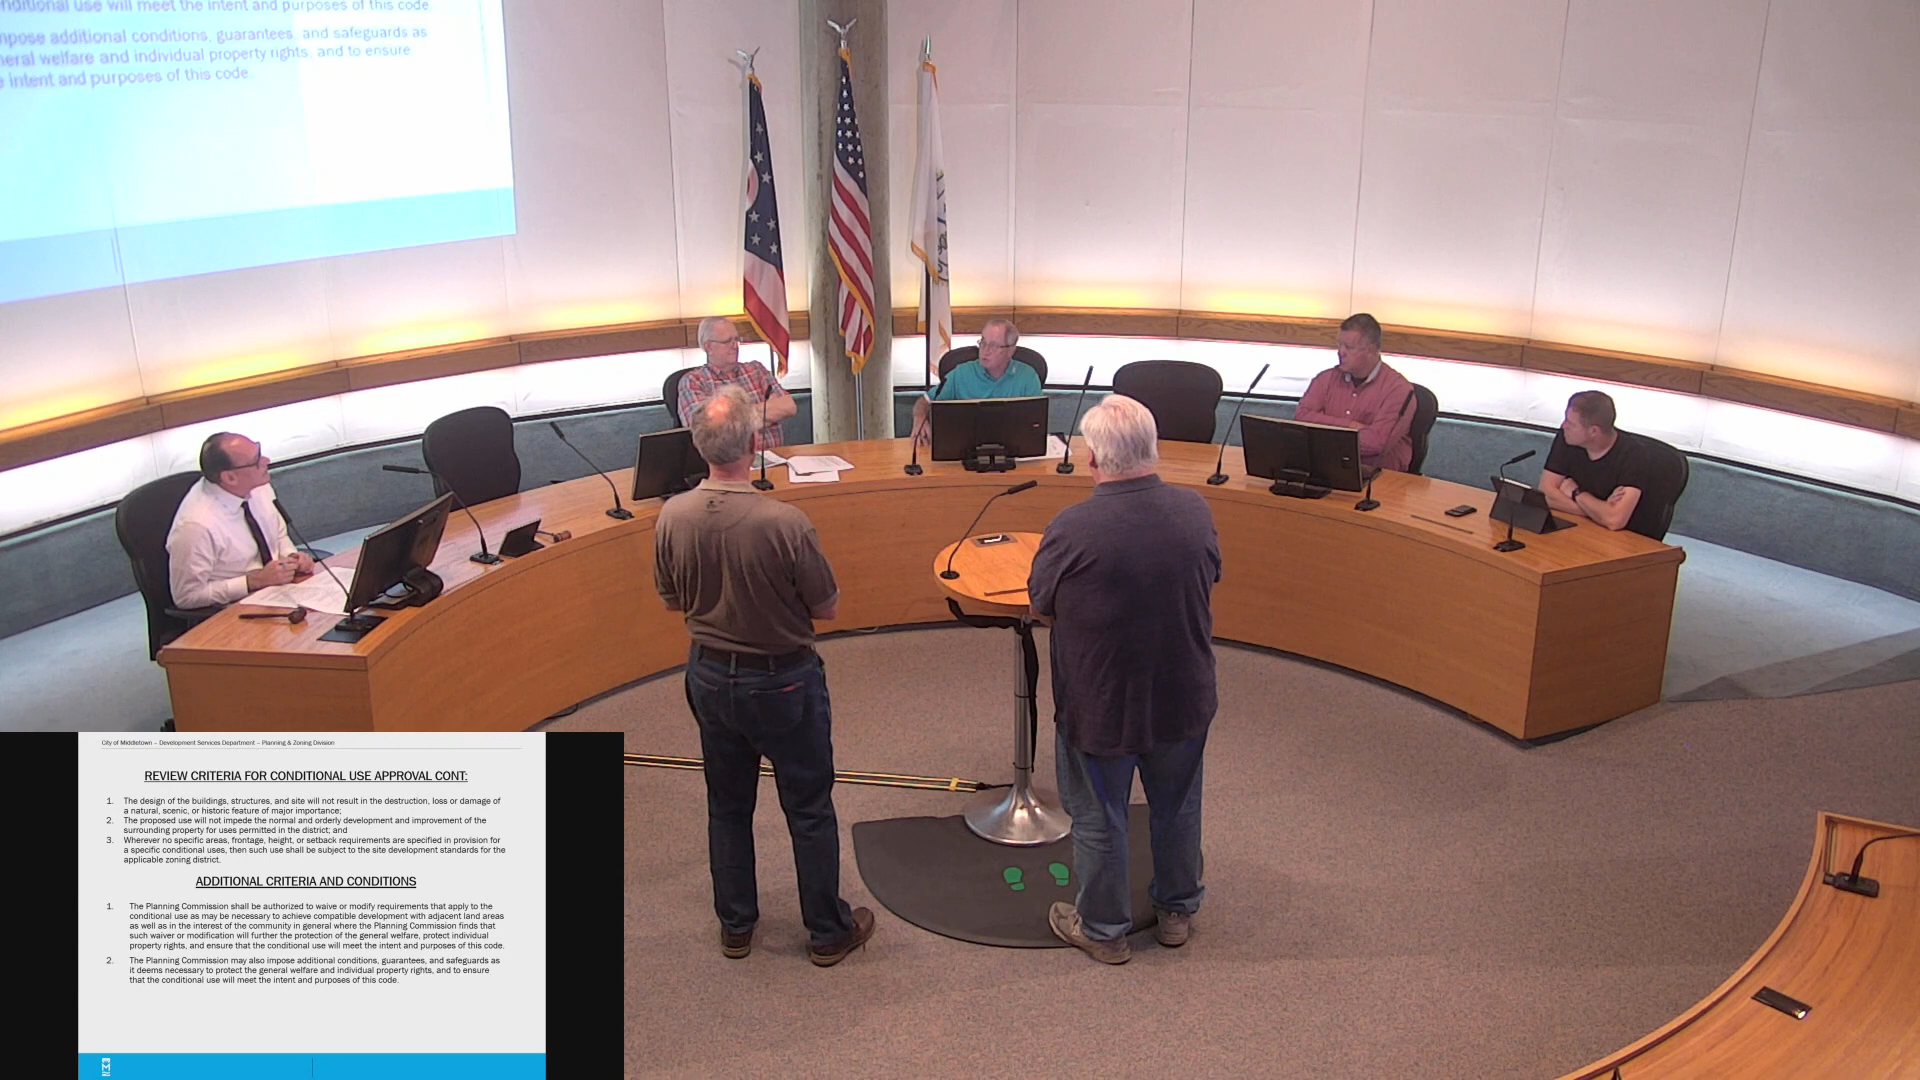 nditional use will meet the intent and purposes of this code.
mpose additional conditions, guarantees, and safeguards as
neral welfare and individual property rights, and to ensure
e intent and purposes of this code.
City of Middletown – Development Services Department – Planning & Zoning Division
REVIEW CRITERIA FOR CONDITIONAL USE APPROVAL CONT:
1. The design of the buildings, structures, and site will not result in the destruction, loss or damage of
a natural, scenic, or historic feature of major importance;
2. The proposed use will not impede the normal and orderly development and improvement of the
surrounding property for uses permitted in the district; and
3. Wherever no specific areas, frontage, height, or setback requirements are specified in provision for
a specific conditional uses, then such use shall be subject to the site development standards for the
applicable zoning district.
ADDITIONAL CRITERIA AND CONDITIONS
1. The Planning Commission shall be authorized to waive or modify requirements that apply to the
conditional use as may be necessary to achieve compatible development with adjacent land areas
as well as in the interest of the community in general where the Planning Commission finds that
such waiver or modification will further the protection of the general welfare, protect individual
property rights, and ensure that the conditional use will meet the intent and purposes of this code.
2. The Planning Commission may also impose additional conditions, guarantees, and safeguards as
it deems necessary to protect the general welfare and individual property rights, and to ensure
that the conditional use will meet the intent and purposes of this code.